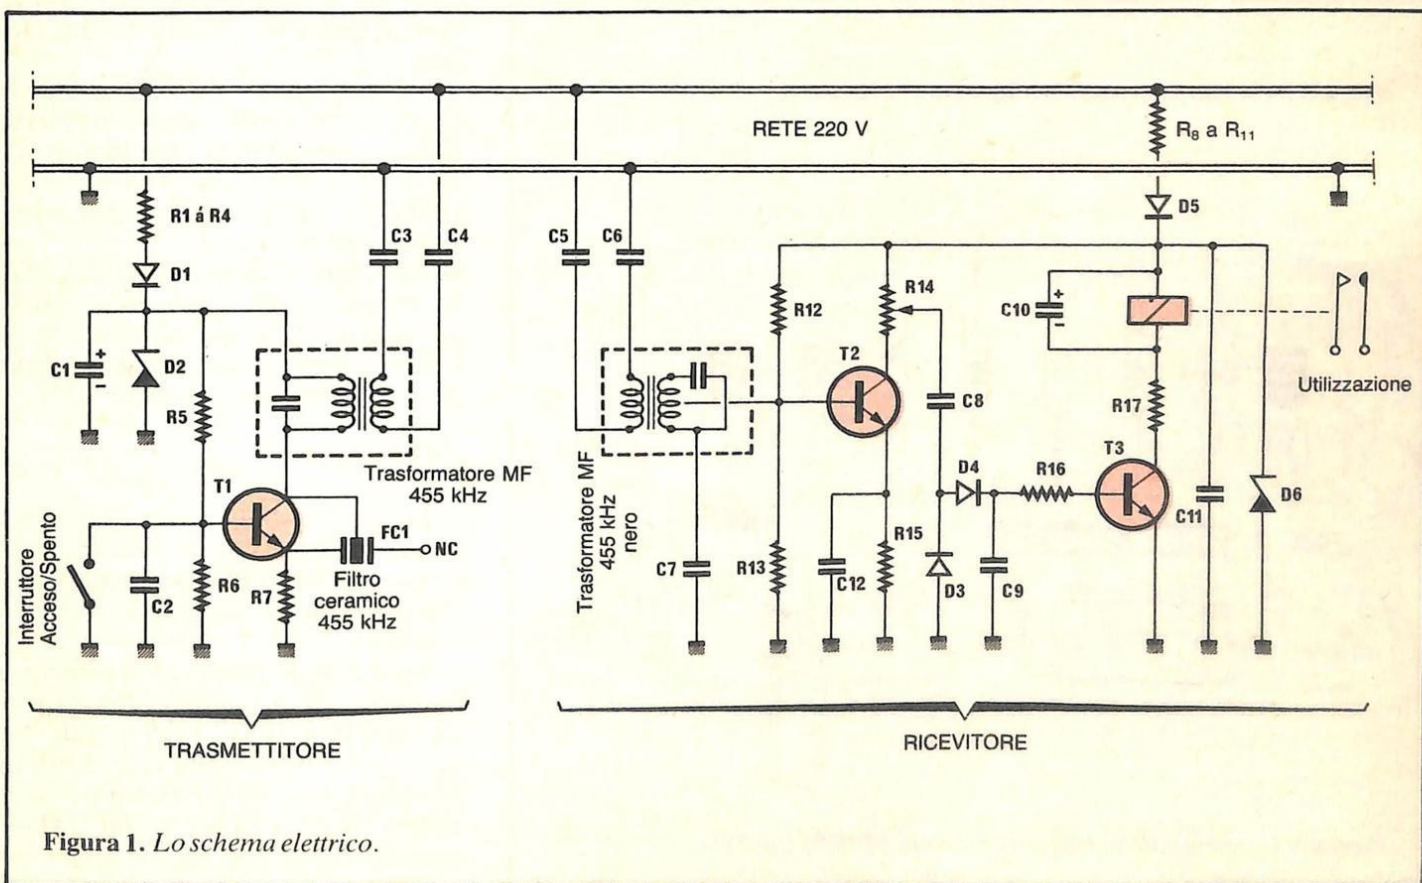 RETE 220 V
R8 a R11
R1 á R4
D1
C3
C4
C5
C6
D5
C1
D2
R5
R12
R14
C10
Utilizzazione
T2
C8
R17
Trasformatore MF
455 kHz
T1
Trasformatore MF
455 kHz
nero
D4
R16
T3
C11
D6
Interruttore
Acceso/Spento
C2
R6
R7
FC1
NC
Filtro
ceramico
455 kHz
C7
R13
C12
R15
D3
C9
TRASMETTITORE
RICEVITORE
Figura 1. Lo schema elettrico.
+
-
+
-